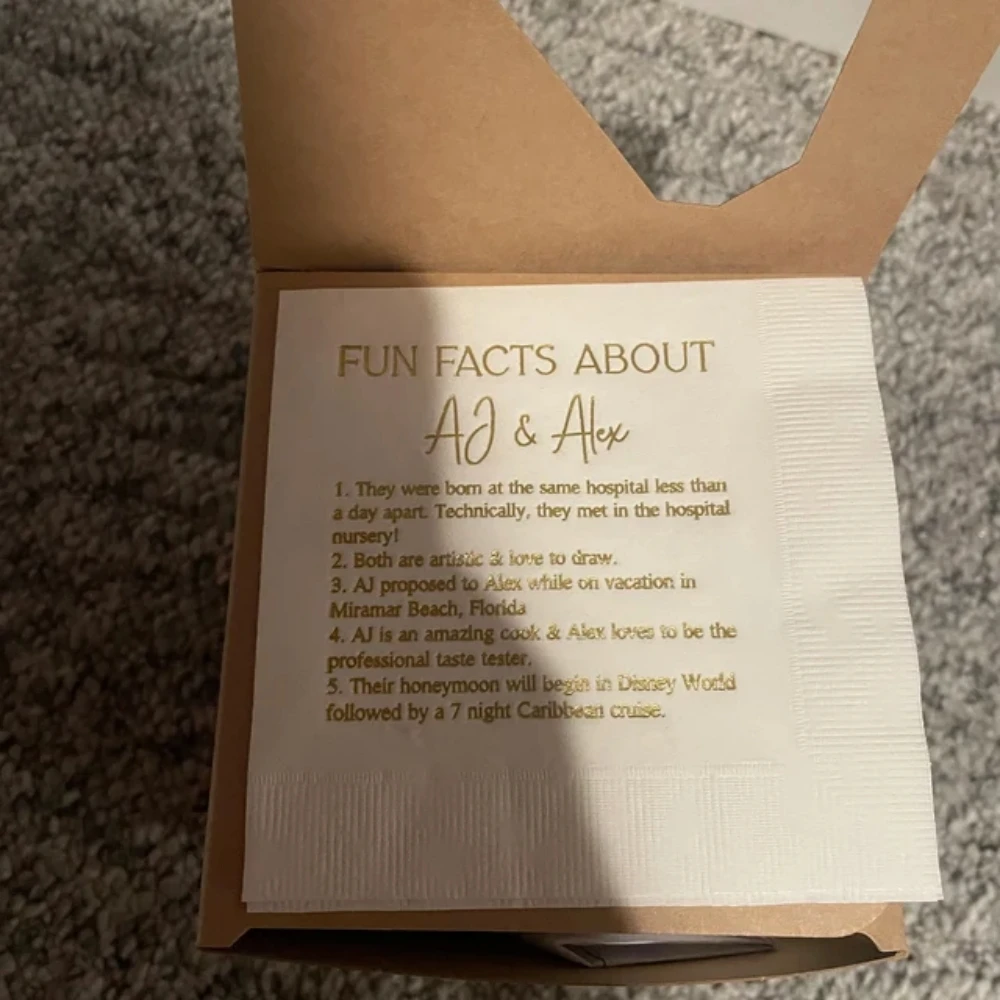 FUN FACTS ABOUT
AJ & Alex
1. They were born at the same hospital less than
a day apart. Technically, they met in the hospital
nursery!
2. Both are artistic & love to draw.
3. AJ proposed to Alex while on vacation in
Miramar Beach, Florida
4. AJ is an amazing cook & Alex loves to be the
professional taste tester.
5. Their honeymoon will begin in Disney World
followed by a 7 night Caribbean cruise.